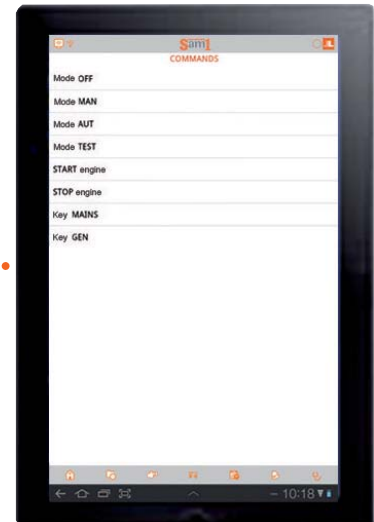 Sam1
COMMANDS
Mode OFF
Mode MAN
Mode AUT
Mode TEST
START engine
STOP engine
Key MAINS
Key GEN
10:18